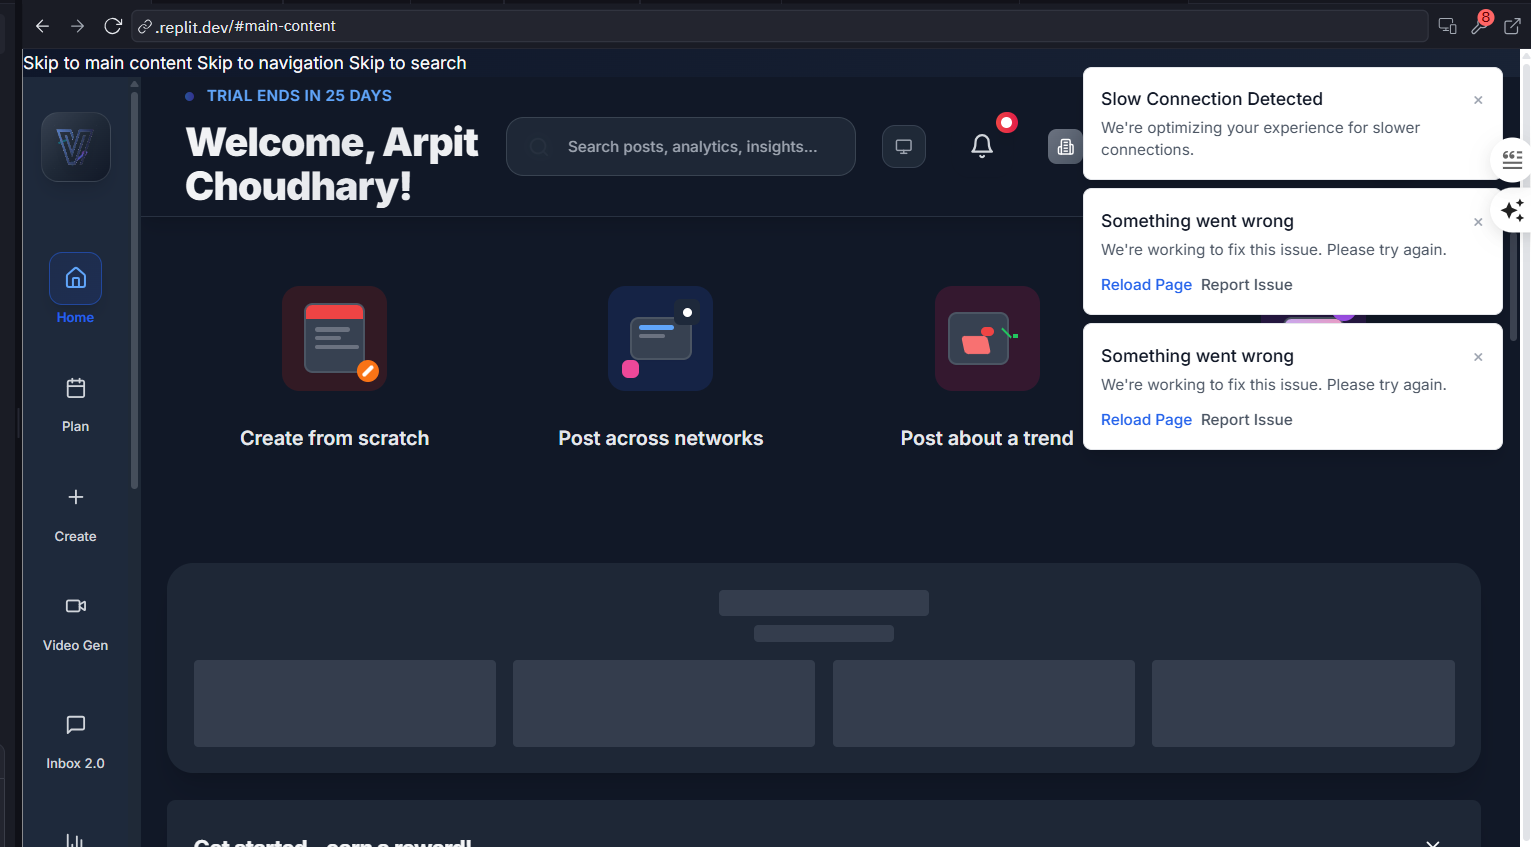 .replit.dev/#main-content
8
Skip to main content Skip to navigation Skip to search
TRIAL ENDS IN 25 DAYS
Welcome, Arpit
Choudhary!
Search posts, analytics, insights...
Slow Connection Detected
We're optimizing your experience for slower
connections.
Something went wrong
We're working to fix this issue. Please try again.
Reload Page Report Issue
Something went wrong
We're working to fix this issue. Please try again.
Reload Page Report Issue
Home
Plan
Create
Video Gen
Inbox 2.0
Create from scratch
Post across networks
Post about a trend
Get started - earn a reward!